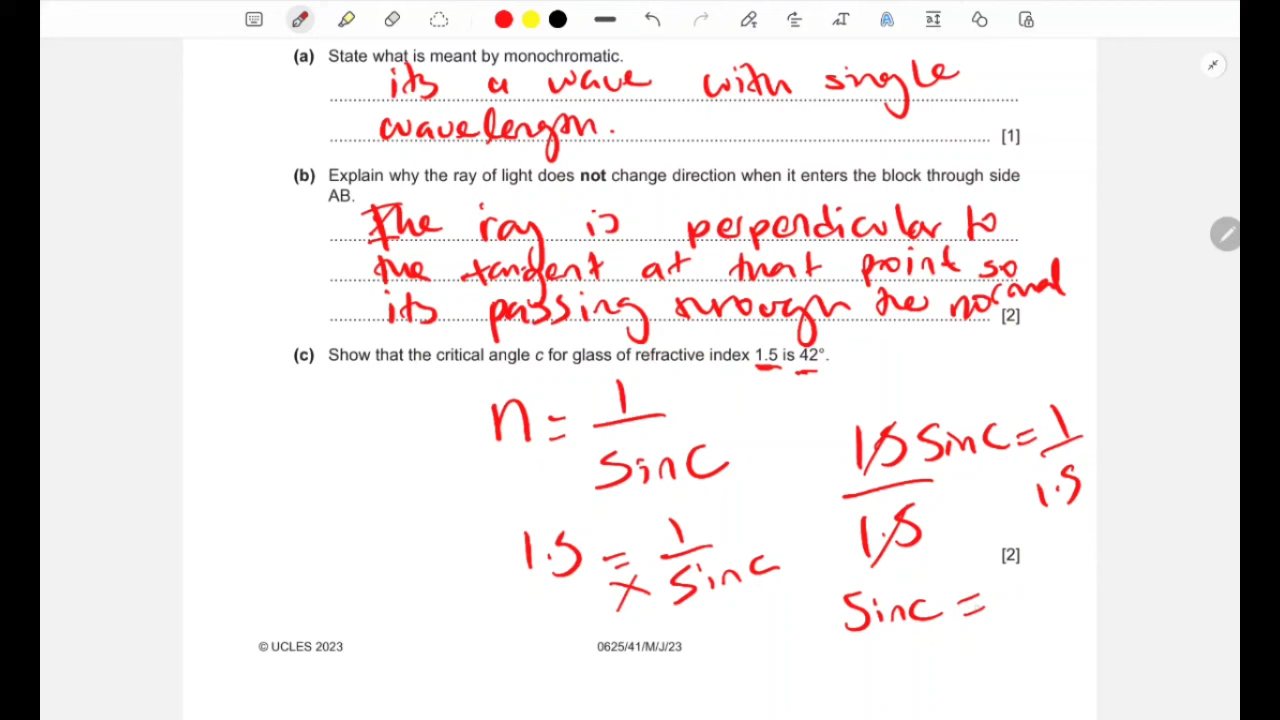 (a) State what is meant by monochromatic.
its a wave with single
wavelength.
[1]
(b) Explain why the ray of light does not change direction when it enters the block through side
AB.
The ray is perpendicular to
the tangent at that point so
its passing through the normal
[2]
(c) Show that the critical angle c for glass of refractive index 1.5 is 42°.
n = 1/sinc
1.5 sinc = 1
1.5 1.5
1.5 = 1/sinc
[2]
sinc =
© UCLES 2023 0625/41/M/J/23